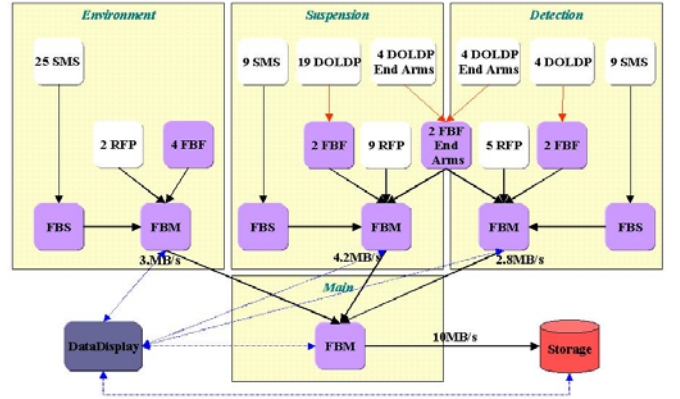 Environment
Suspension
Detection
25 SMS
9 SMS
19 DOLDP
4 DOLDP
End Arms
4 DOLDP
End Arms
4 DOLDP
9 SMS
2 RFP
4 FBF
2 FBF
9 RFP
2 FBF
End
Arms
5 RFP
2 FBF
FBS
FBM
FBS
FBM
FBM
FBS
3.MB/s
4.2MB/s
2.8MB/s
Main
DataDisplay
FBM
10MB/s
Storage